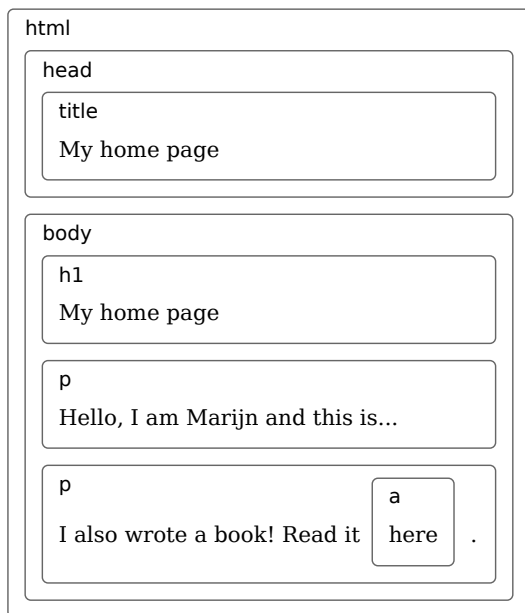 html
head
title
My home page
body
h1
My home page
p
Hello, I am Marijn and this is...
p
a
I also wrote a book! Read it here .